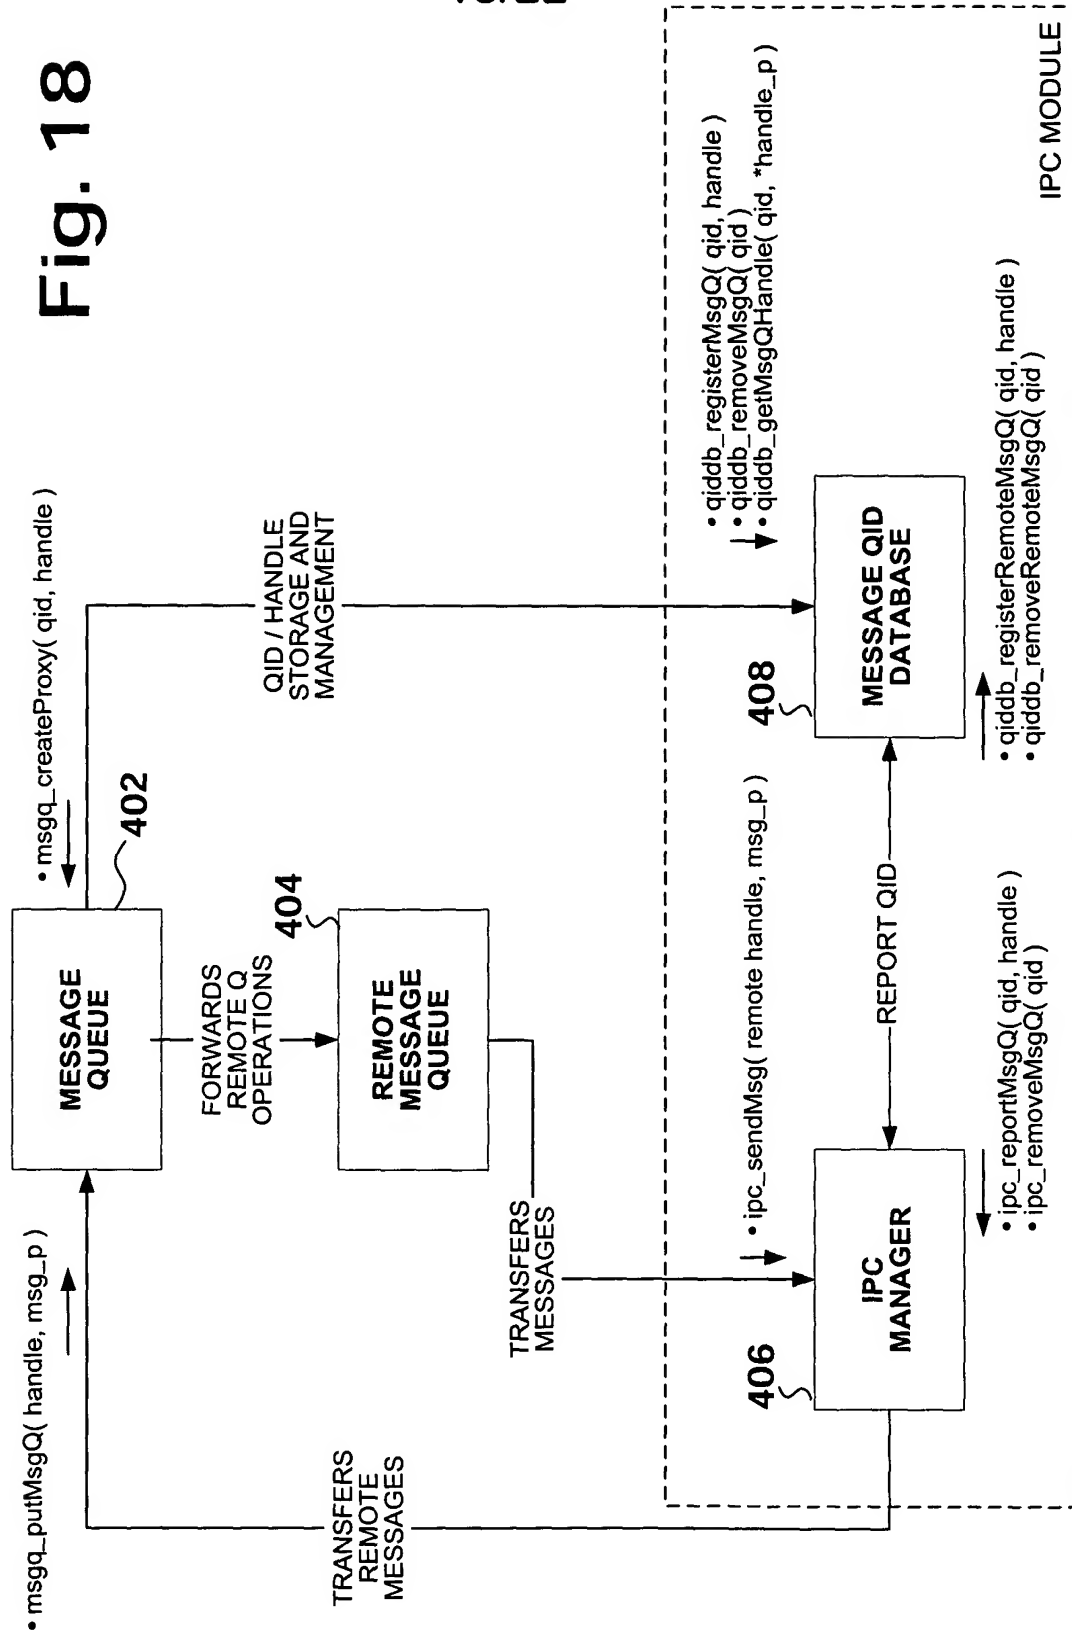 Fig. 18
• msgq_putMsgQ( handle, msg_p )
• msgq_createProxy( qid, handle )
MESSAGE
QUEUE
402
FORWARDS
REMOTE Q
OPERATIONS
404
REMOTE
MESSAGE
QUEUE
QID / HANDLE
STORAGE AND
MANAGEMENT
TRANSFERS
REMOTE
MESSAGES
TRANSFERS
MESSAGES
• ipc_sendMsg( remote handle, msg_p )
• qiddb_registerMsgQ( qid, handle )
• qiddb_removeMsgQ( qid )
• qiddb_getMsgQHandle( qid, *handle_p )
406
IPC
MANAGER
REPORT QID
408
MESSAGE QID
DATABASE
• ipc_reportMsgQ( qid, handle )
• ipc_removeMsgQ( qid )
• qiddb_registerRemoteMsgQ( qid, handle )
• qiddb_removeRemoteMsgQ( qid )
IPC MODULE